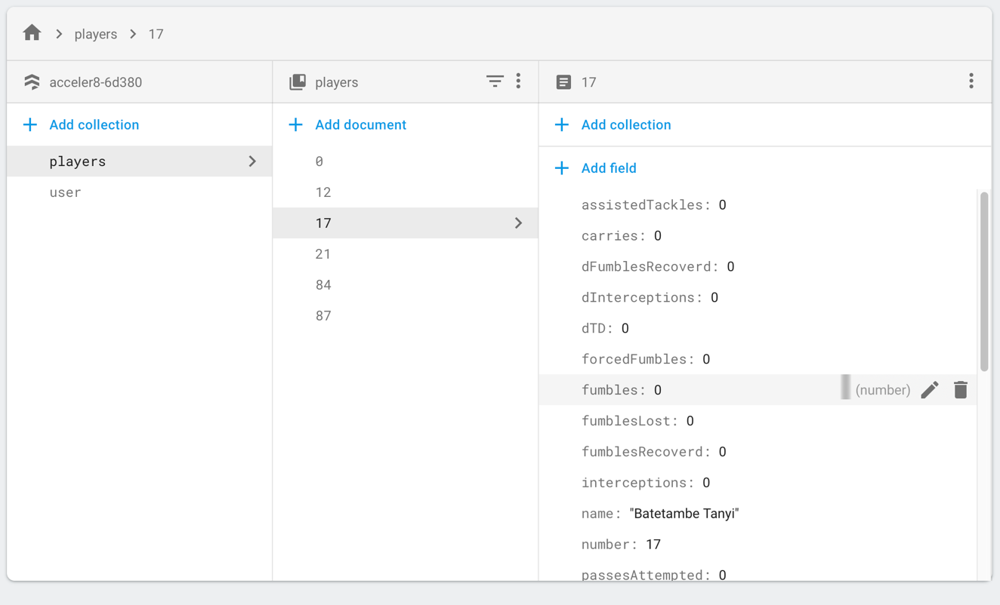 players 17
acceler8-6d380
Add collection
players
user
players
Add document
0
12
17
21
84
87
17
Add collection
Add field
assistedTackles: 0
carries: 0
dFumblesRecoverd: 0
dInterceptions: 0
dTD: 0
forcedFumbles: 0
fumbles: 0 (number)
fumblesLost: 0
fumblesRecoverd: 0
interceptions: 0
name: "Batetambe Tanyi"
number: 17
passesAttempted: 0